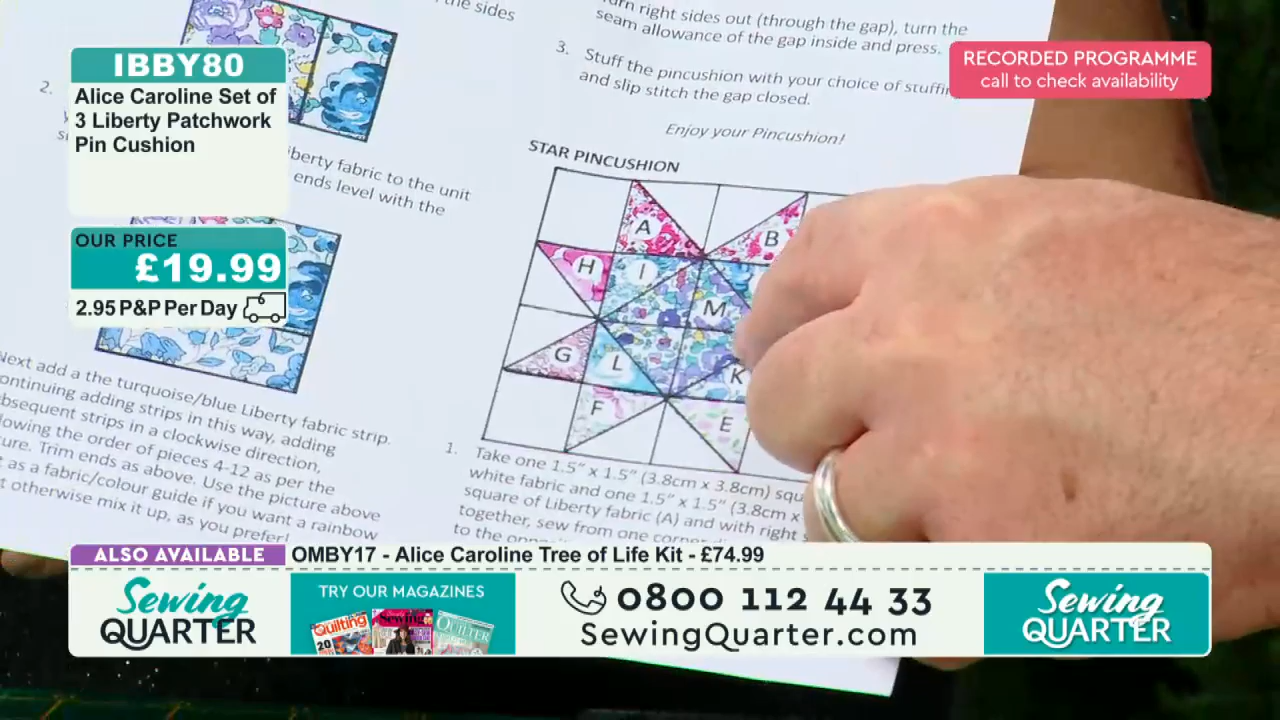 the sides
turn right sides out (through the gap), turn the
seam allowance of the gap inside and press.
3. Stuff the pincushion with your choice of
and slip stitch the gap closed.
Enjoy your Pincushion!
STAR PINCUSHION
A
B
H
I
M
G
L
K
F
E
1. Take one 1.5” x 1.5” (3.8cm x 3.8cm)
white fabric and one 1.5” x 1.5” (3.8cm x
square of Liberty fabric (A) and with right
together, sew from one
to the
2.
fabric to the unit
ends level with the
Next add a the turquoise/blue Liberty fabric strip.
adding strips in this way, adding
strips in a clockwise direction,
the order of pieces 4-12 as per the
Trim ends as above. Use the picture above
as a fabric/colour guide if you want a rainbow
otherwise mix it up, as you prefer!
IBBY80
Alice Caroline Set of
3 Liberty Patchwork
Pin Cushion
OUR PRICE
£19.99
2.95 P&P Per Day
RECORDED PROGRAMME
call to check availability
ALSO AVAILABLE
OMBY17 - Alice Caroline Tree of Life Kit - £74.99
Sewing
QUARTER
TRY OUR MAGAZINES
Quilting
20
Sewing
QUILTER
0800 112 44 33
SewingQuarter.com
Sewing
QUARTER